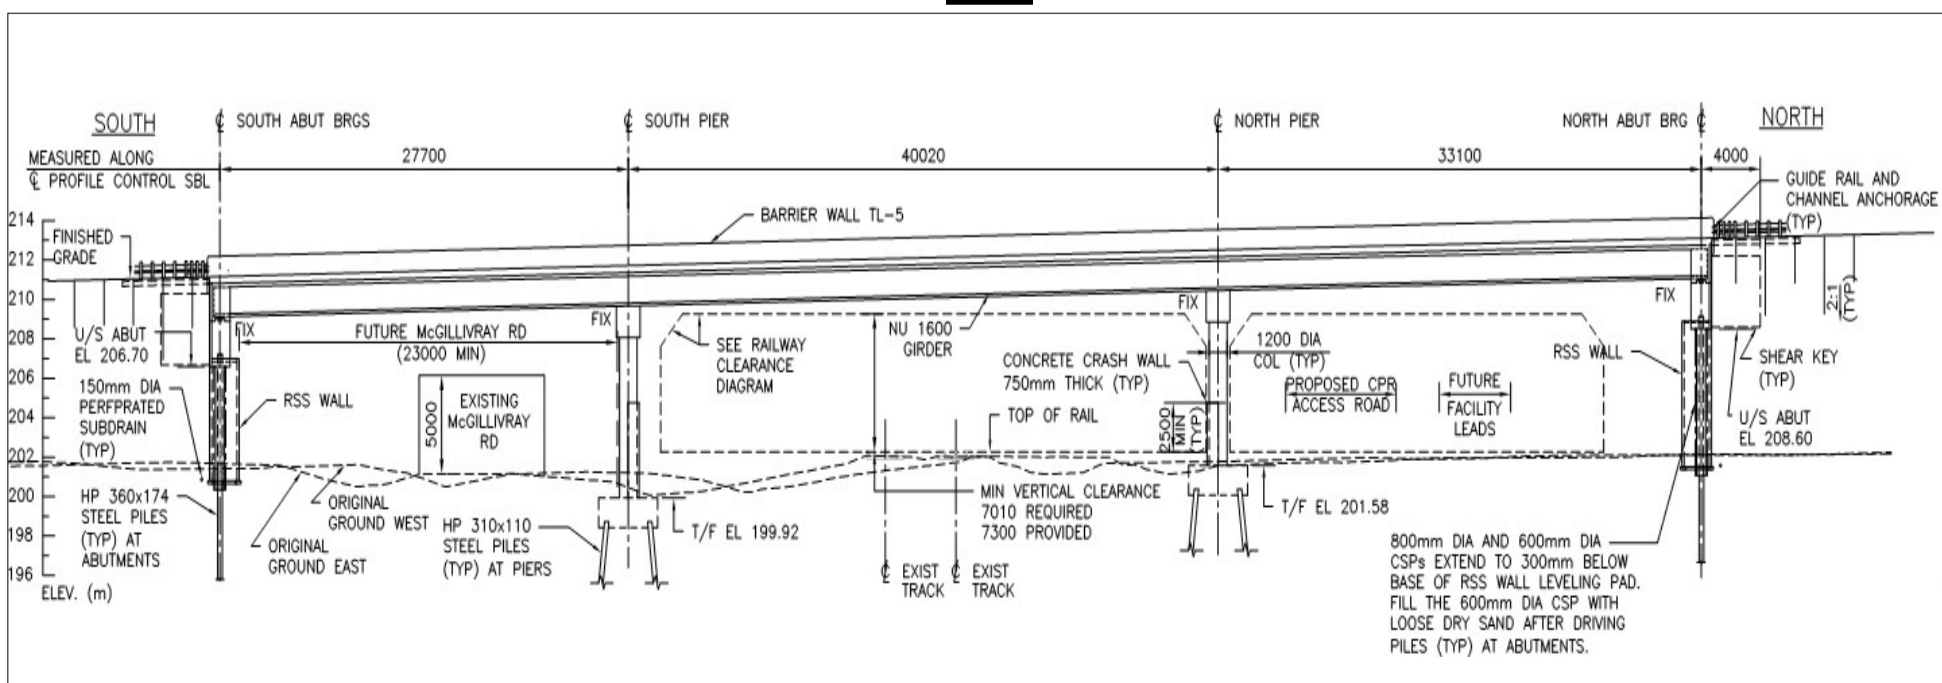 SOUTH
℄ SOUTH ABUT BRGS
℄ SOUTH PIER
℄ NORTH PIER
NORTH ABUT BRG ℄
NORTH
MEASURED ALONG
℄ PROFILE CONTROL SBL
27700
40020
33100
4000
GUIDE RAIL AND
CHANNEL ANCHORAGE
(TYP)
214
212
210
208
206
204
202
200
198
196
ELEV. (m)
FINISHED
GRADE
BARRIER WALL TL-5
U/S ABUT
EL 206.70
FIX
FUTURE McGILLIVRAY RD
(23000 MIN)
FIX
SEE RAILWAY
CLEARANCE
DIAGRAM
NU 1600
GIRDER
FIX
1200 DIA
COL (TYP)
FIX
2:1
(TYP)
150mm DIA
PERFPRATED
SUBDRAIN
(TYP)
RSS WALL
5000
EXISTING
McGILLIVRAY
RD
CONCRETE CRASH WALL
750mm THICK (TYP)
TOP OF RAIL
2500
MIN
(TYP)
PROPOSED CPR
ACCESS ROAD
FUTURE
FACILITY
LEADS
RSS WALL
SHEAR KEY
(TYP)
U/S ABUT
EL 208.60
HP 360x174
STEEL PILES
(TYP) AT
ABUTMENTS
ORIGINAL
GROUND WEST
ORIGINAL
GROUND EAST
HP 310x110
STEEL PILES
(TYP) AT PIERS
T/F EL 199.92
MIN VERTICAL CLEARANCE
7010 REQUIRED
7300 PROVIDED
℄ EXIST
TRACK
℄ EXIST
TRACK
T/F EL 201.58
800mm DIA AND 600mm DIA
CSPs EXTEND TO 300mm BELOW
BASE OF RSS WALL LEVELING PAD.
FILL THE 600mm DIA CSP WITH
LOOSE DRY SAND AFTER DRIVING
PILES (TYP) AT ABUTMENTS.